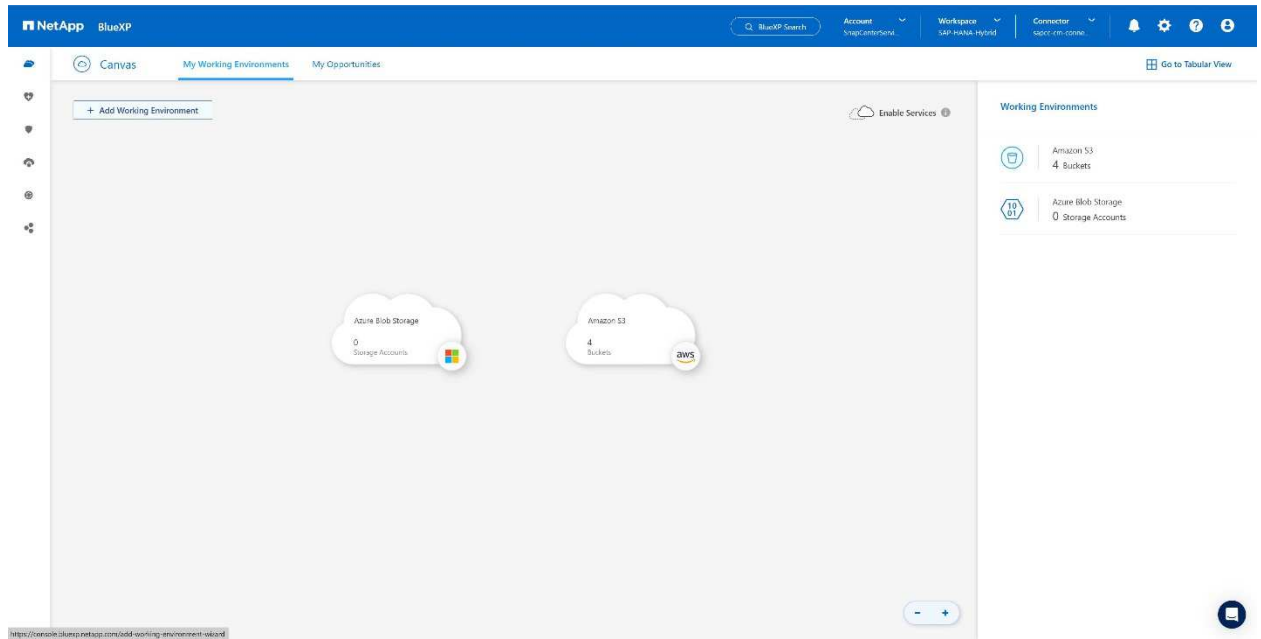 NetApp BlueXP
BlueXP Search
Account
SnapCenterServi...
Workspace
SAP-HANA-Hybrid
Connector
sapcc-cm-conne...
Canvas
My Working Environments
My Opportunities
Go to Tabular View
+ Add Working Environment
Enable Services
Working Environments
Amazon S3
4 Buckets
Azure Blob Storage
0 Storage Accounts
Azure Blob Storage
0
Storage Accounts
Amazon S3
4
Buckets
aws
- +
https://console.bluexp.netapp.com/add-working-environment-wizard